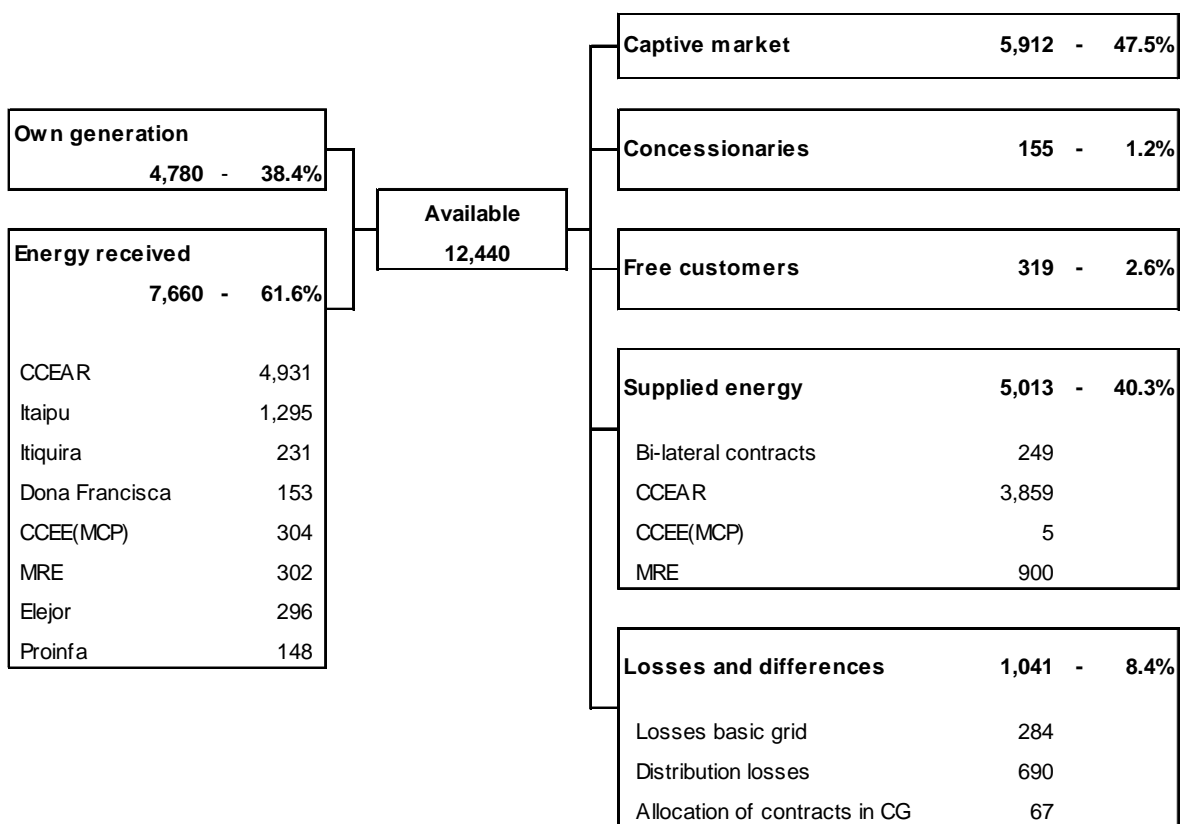 Own generation
4,780 - 38.4%
Energy received
7,660 - 61.6%
CCEAR 4,931
Itaipu 1,295
Itiquira 231
Dona Francisca 153
CCEE(MCP) 304
MRE 302
Elejor 296
Proinfa 148
Available
12,440
Captive market 5,912 - 47.5%
Concessionaries 155 - 1.2%
Free customers 319 - 2.6%
Supplied energy 5,013 - 40.3%
Bi-lateral contracts 249
CCEAR 3,859
CCEE(MCP) 5
MRE 900
Losses and differences 1,041 - 8.4%
Losses basic grid 284
Distribution losses 690
Allocation of contracts in CG 67